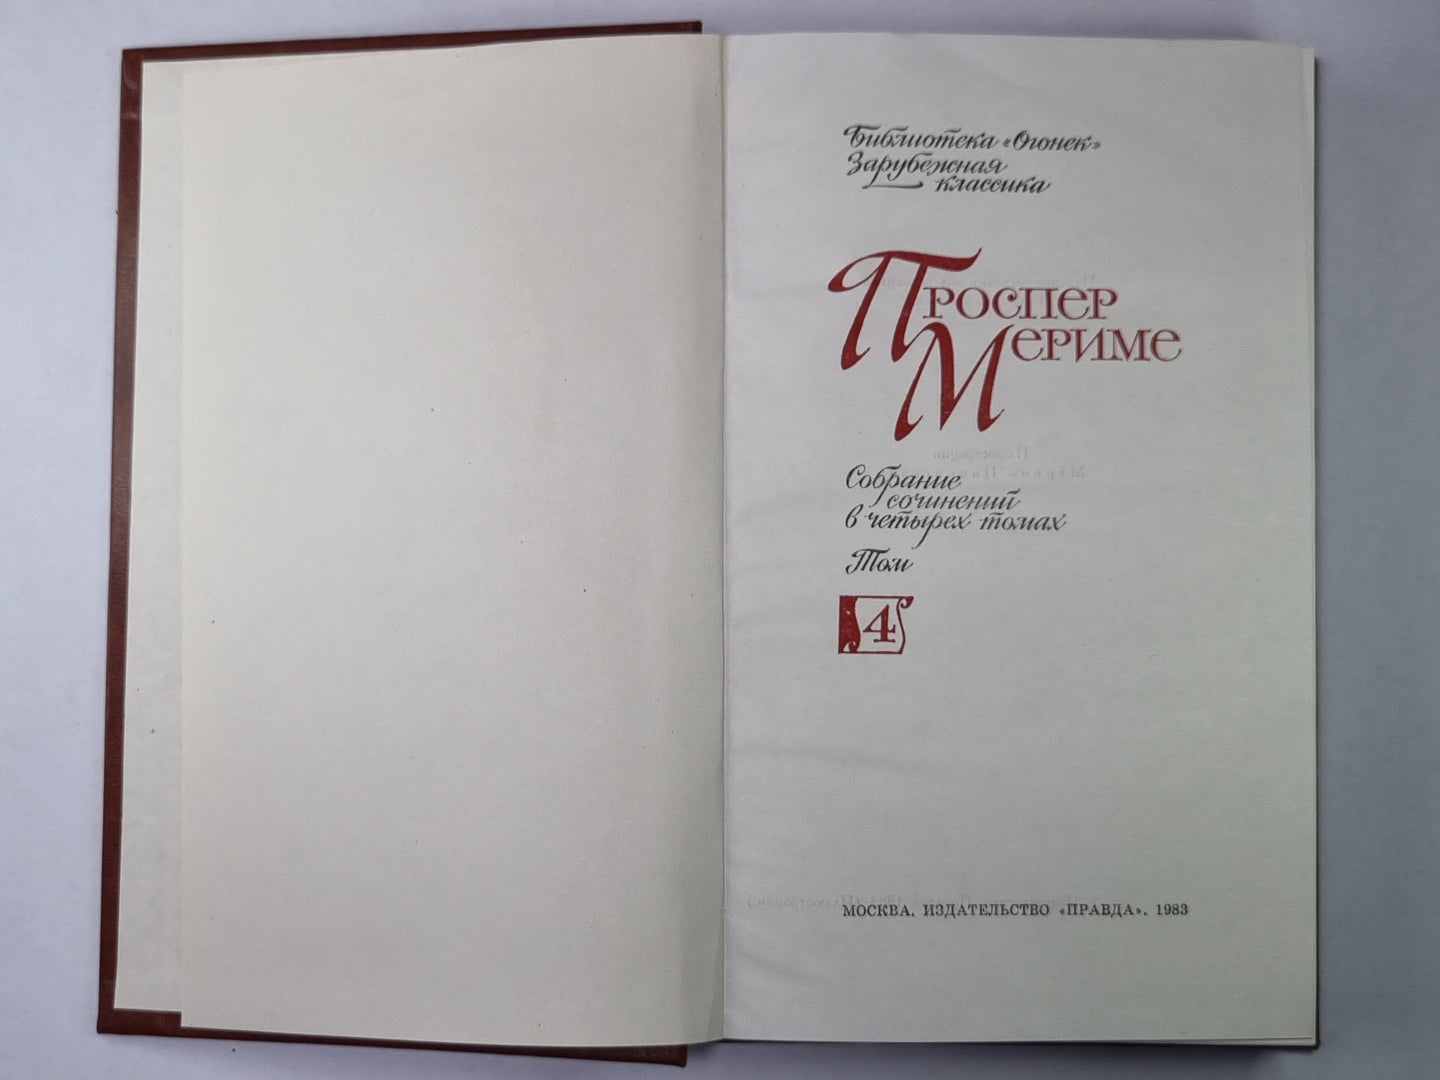 Библиотека «Огонек»
Зарубежная
классика
Проспер
Мериме
Собрание
сочинений
в четырех томах
Том
4
МОСКВА. ИЗДАТЕЛЬСТВО «ПРАВДА». 1983